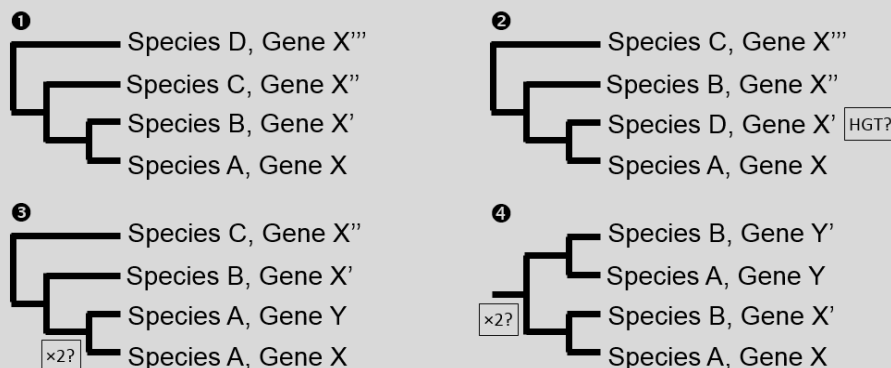 ❶
Species D, Gene X'''
Species C, Gene X''
Species B, Gene X'
Species A, Gene X
❷
Species C, Gene X'''
Species B, Gene X''
Species D, Gene X' HGT?
Species A, Gene X
❸
Species C, Gene X''
Species B, Gene X'
Species A, Gene Y
×2?
Species A, Gene X
❹
Species B, Gene Y'
Species A, Gene Y
×2?
Species B, Gene X'
Species A, Gene X